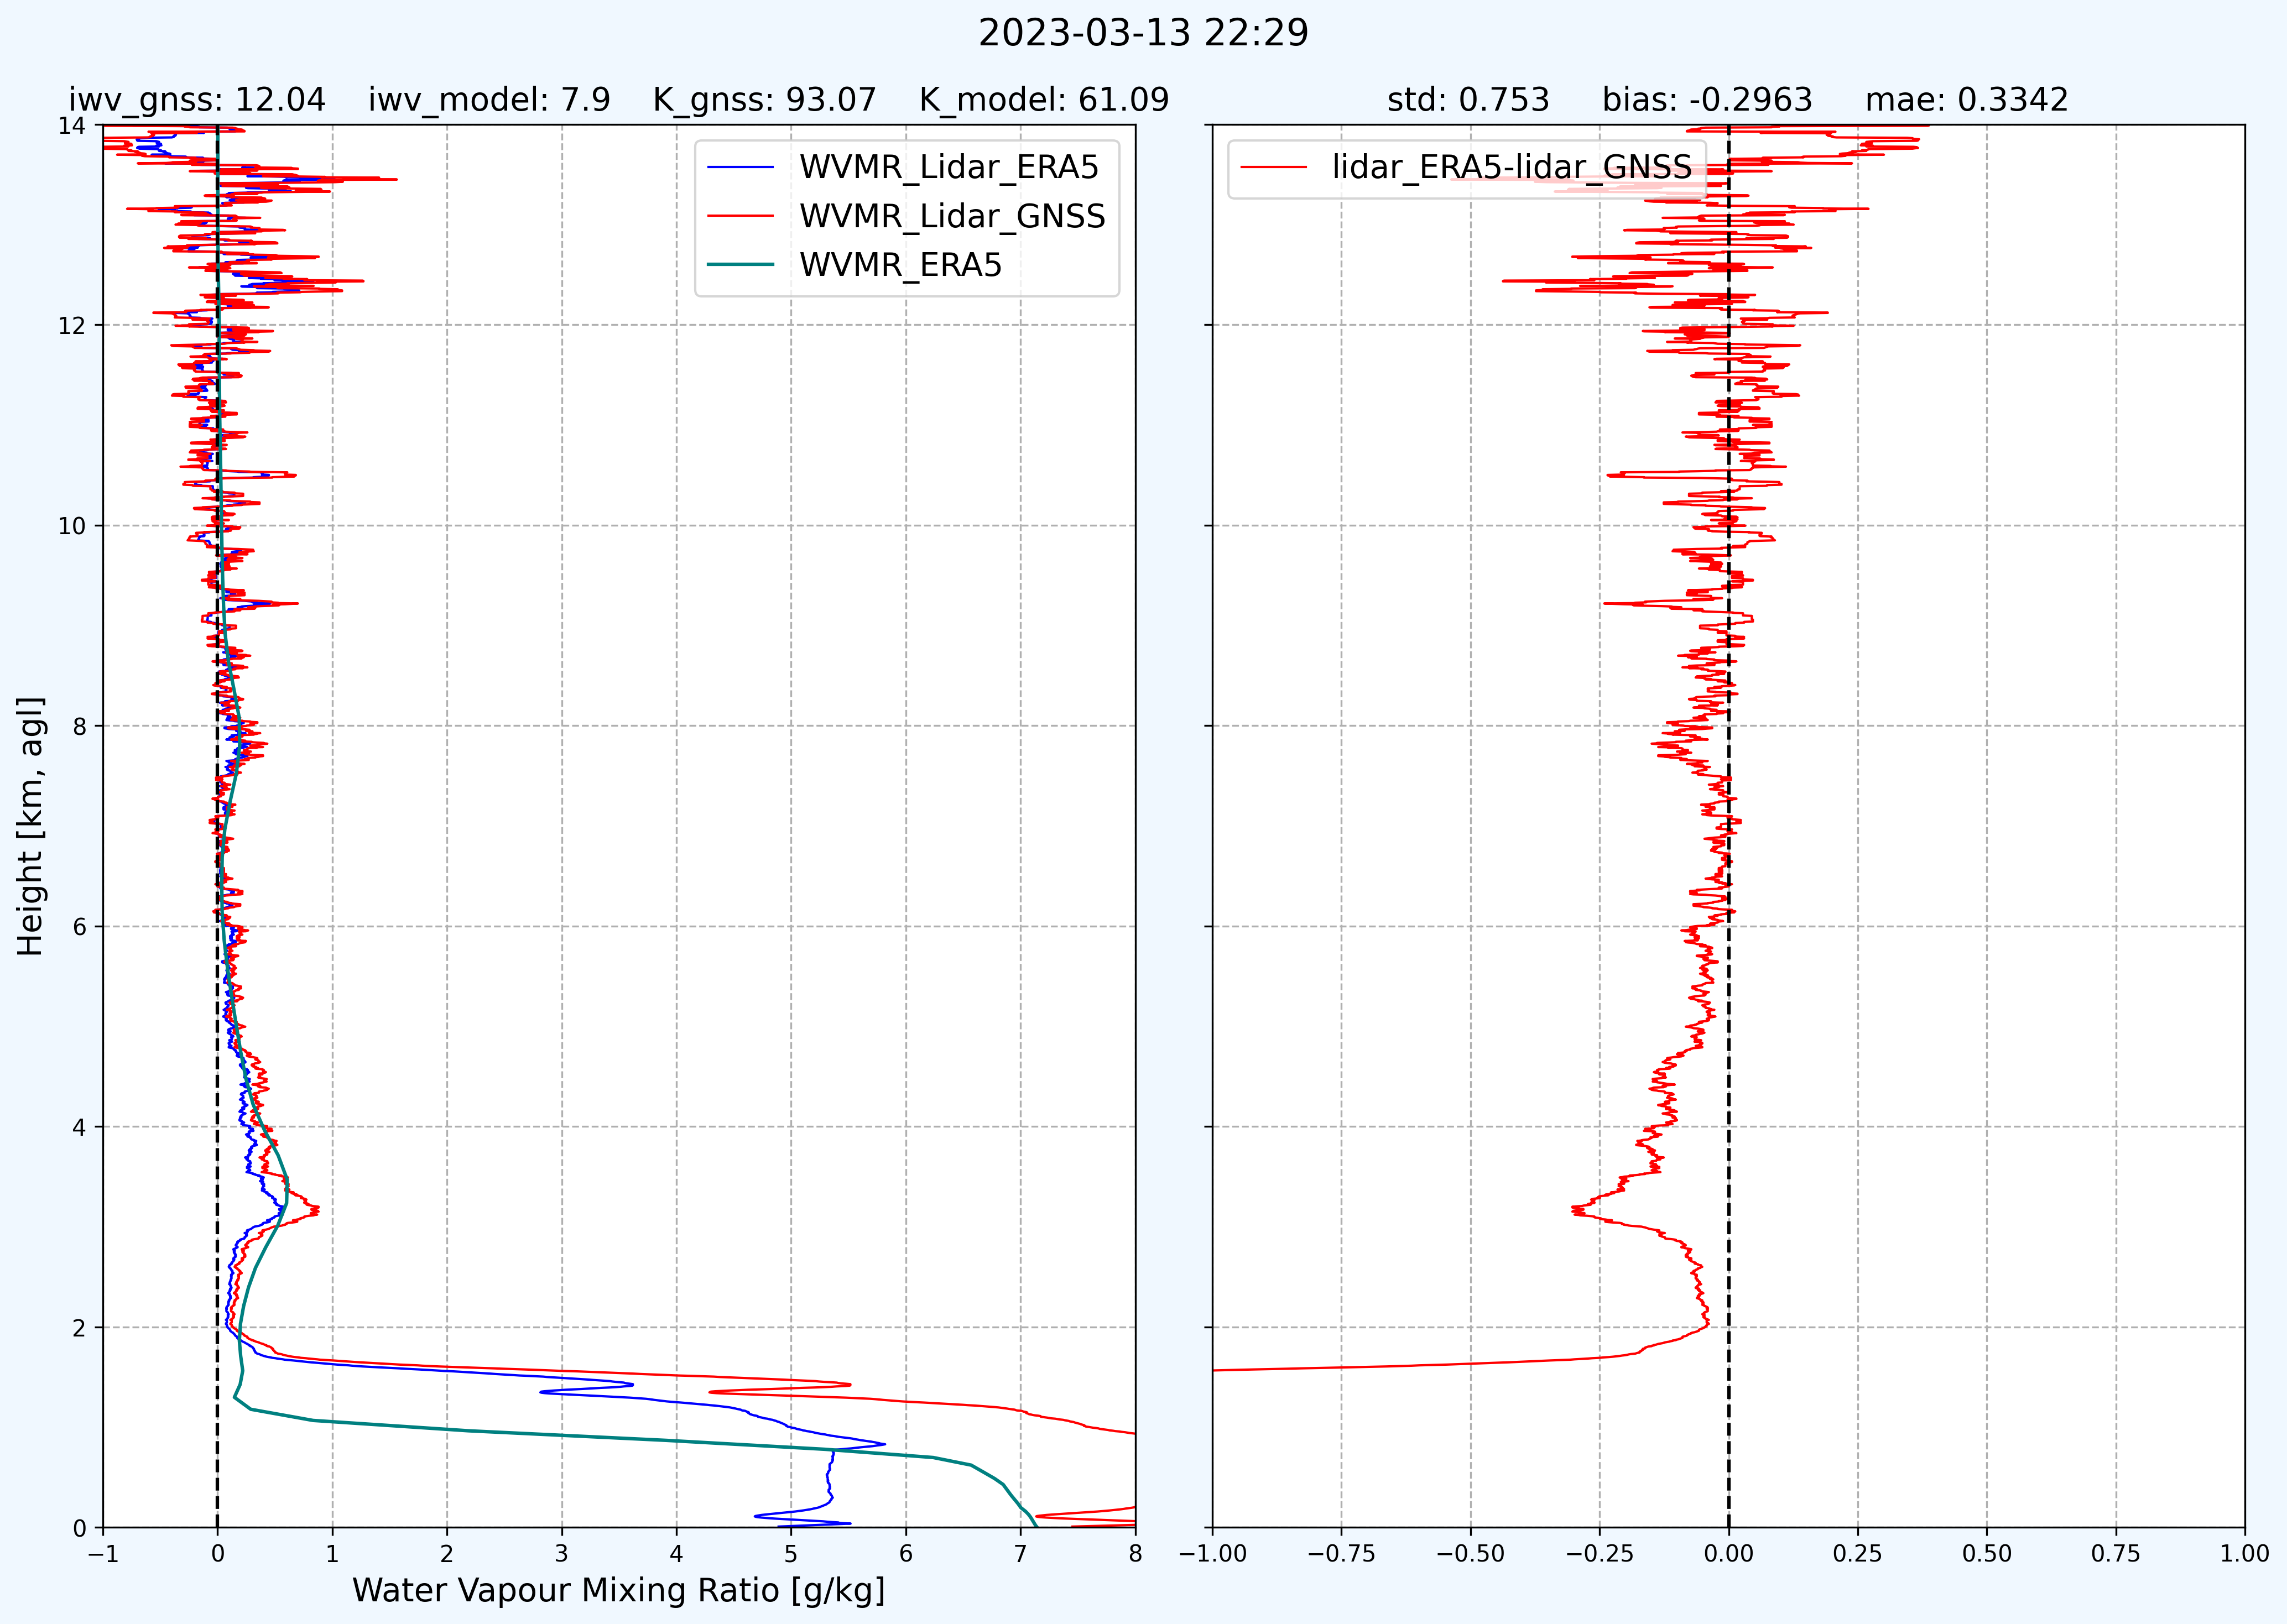 2023-03-13 22:29
iwv_gnss: 12.04 iwv_model: 7.9 K_gnss: 93.07 K_model: 61.09
WVMR_Lidar_ERA5
WVMR_Lidar_GNSS
WVMR_ERA5
Height [km, agl]
14
12
10
8
6
4
2
0
−1 0 1 2 3 4 5 6 7 8
Water Vapour Mixing Ratio [g/kg]
std: 0.753 bias: -0.2963 mae: 0.3342
lidar_ERA5-lidar_GNSS
−1.00 −0.75 −0.50 −0.25 0.00 0.25 0.50 0.75 1.00